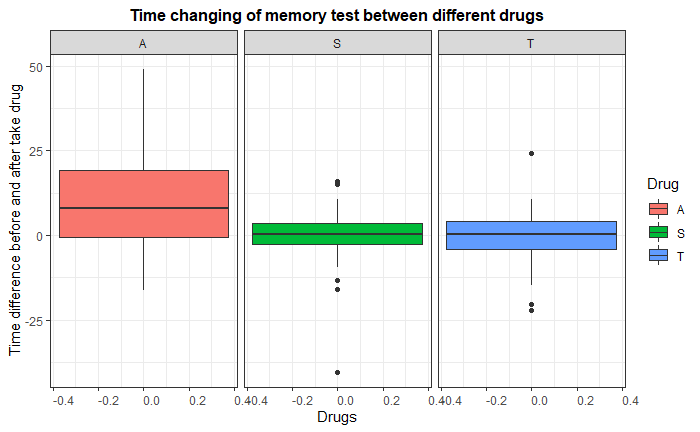 Time changing of memory test between different drugs
A
S
T
Time difference before and after take drug
50
25
0
-25
-0.4 -0.2 0.0 0.2 0.4
-0.4 -0.2 0.0 0.2 0.4
-0.4 -0.2 0.0 0.2 0.4
Drugs
Drug
A
S
T